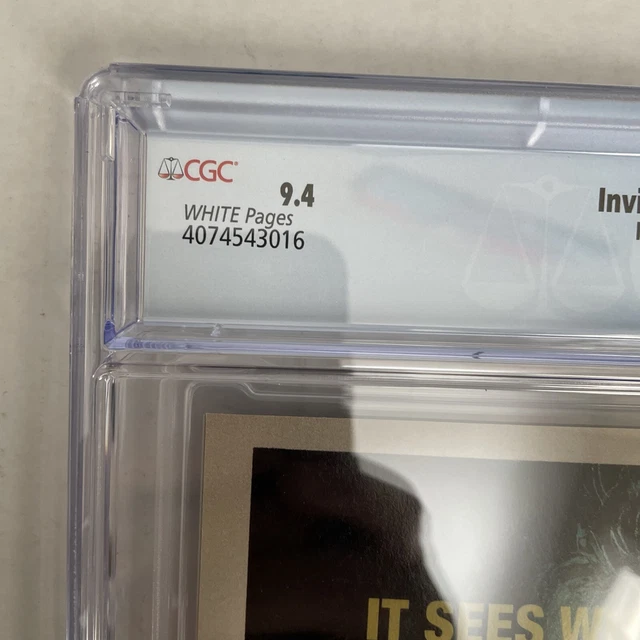 CGC
9.4
WHITE Pages
4074543016
Invi
IT SEES W